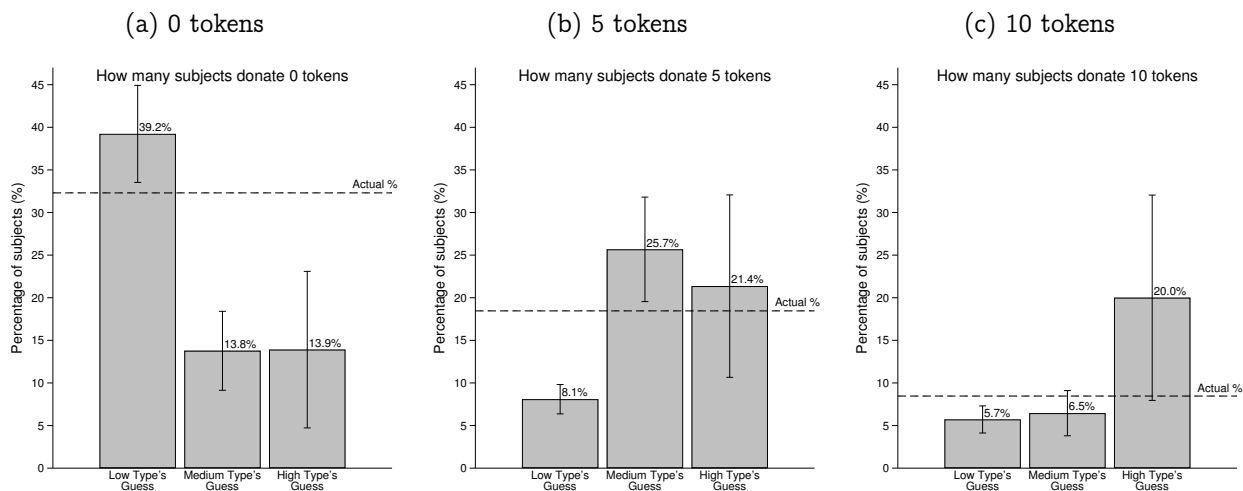 (a) 0 tokens
How many subjects donate 0 tokens
Percentage of subjects (%)
45
40
35
30
25
20
15
10
5
0
39.2%
13.8%
13.9%
Actual %
Low Type's
Guess
Medium Type's
Guess
High Type's
Guess
(b) 5 tokens
How many subjects donate 5 tokens
Percentage of subjects (%)
45
40
35
30
25
20
15
10
5
0
8.1%
25.7%
21.4%
Actual %
Low Type's
Guess
Medium Type's
Guess
High Type's
Guess
(c) 10 tokens
How many subjects donate 10 tokens
Percentage of subjects (%)
45
40
35
30
25
20
15
10
5
0
5.7%
6.5%
20.0%
Actual %
Low Type's
Guess
Medium Type's
Guess
High Type's
Guess